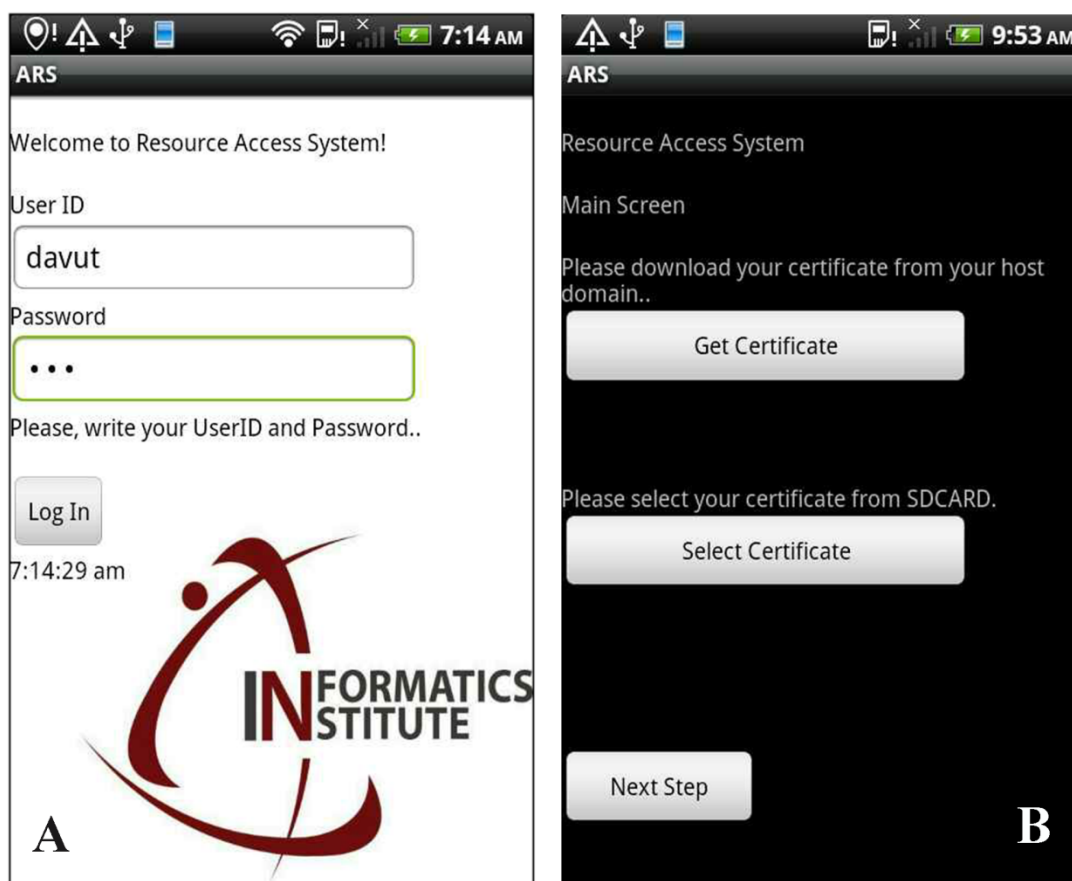 7:14 AM
ARS
Welcome to Resource Access System!
User ID
davut
Password
•••
Please, write your UserID and Password..
Log In
7:14:29 am
INFORMATICS
INSTITUTE
A
9:53 AM
ARS
Resource Access System
Main Screen
Please download your certificate from your host
domain..
Get Certificate
Please select your certificate from SDCARD.
Select Certificate
Next Step
B